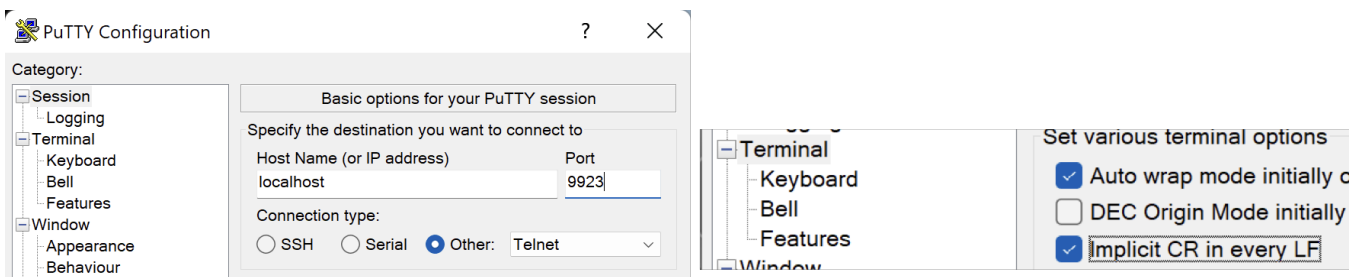 PuTTY Configuration
?
Category:
Session
Logging
Terminal
Keyboard
Bell
Features
Window
Appearance
Behaviour
Basic options for your PuTTY session
Specify the destination you want to connect to
Host Name (or IP address) Port
localhost 9923
Connection type:
SSH Serial Other: Telnet
Terminal
Keyboard
Bell
Features
Window
Set various terminal options
Auto wrap mode initially
DEC Origin Mode initially
Implicit CR in every LF